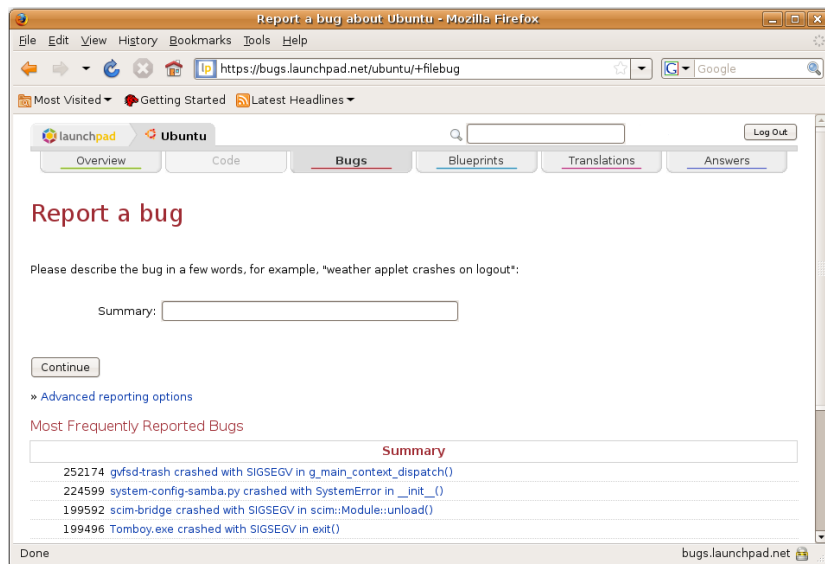 Report a bug about Ubuntu - Mozilla Firefox
File Edit View History Bookmarks Tools Help
lp https://bugs.launchpad.net/ubuntu/+filebug G Google
Most Visited Getting Started Latest Headlines
launchpad Ubuntu Log Out
Overview Code Bugs Blueprints Translations Answers
Report a bug
Please describe the bug in a few words, for example, "weather applet crashes on logout":
Summary:
Continue
» Advanced reporting options
Most Frequently Reported Bugs
Summary
252174 gvfsd-trash crashed with SIGSEGV in g_main_context_dispatch()
224599 system-config-samba.py crashed with SystemError in __init__()
199592 scim-bridge crashed with SIGSEGV in scim::Module::unload()
199496 Tomboy.exe crashed with SIGSEGV in exit()
Done bugs.launchpad.net